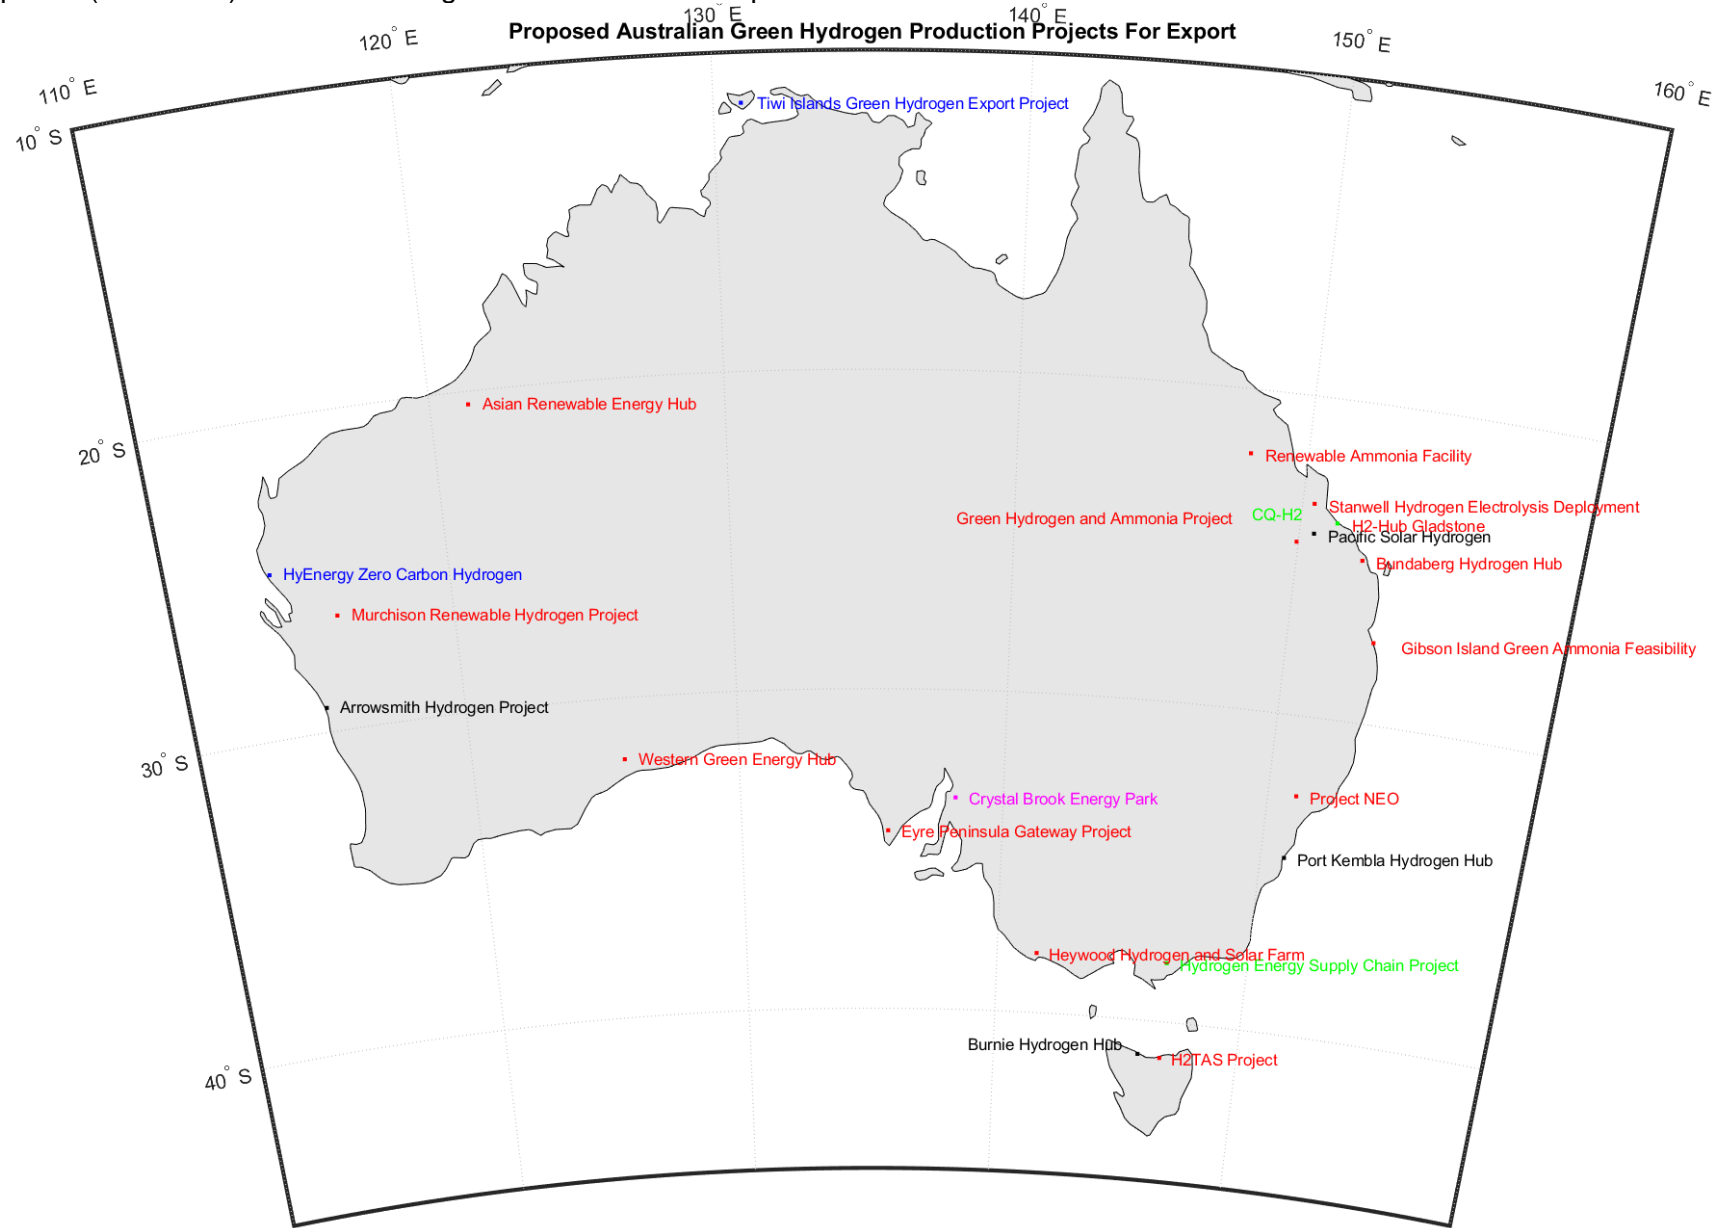 130° E
140° E
120° E
Proposed Australian Green Hydrogen Production Projects For Export
150° E
110° E
160° E
10° S
Tiwi Islands Green Hydrogen Export Project
Asian Renewable Energy Hub
20° S
Renewable Ammonia Facility
Stanwell Hydrogen Electrolysis Deployment
CQ-H2
Green Hydrogen and Ammonia Project
H2-Hub Gladstone
Pacific Solar Hydrogen
Bundaberg Hydrogen Hub
HyEnergy Zero Carbon Hydrogen
Murchison Renewable Hydrogen Project
Gibson Island Green Ammonia Feasibility
Arrowsmith Hydrogen Project
30° S
Western Green Energy Hub
Crystal Brook Energy Park
Project NEO
Eyre Peninsula Gateway Project
Port Kembla Hydrogen Hub
Heywood Hydrogen and Solar Farm
Hydrogen Energy Supply Chain Project
Burnie Hydrogen Hub
H2TAS Project
40° S